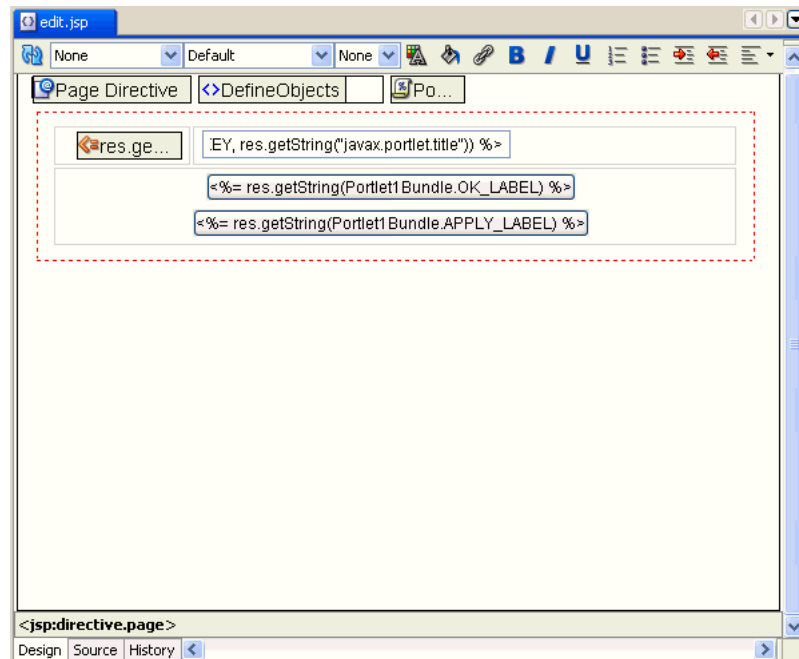 edit.jsp
None Default None B I U
Page Directive <>DefineObjects Po...
res.ge... EY, res.getString("javax.portlet.title")) %>
<%= res.getString(Portlet1Bundle.OK_LABEL) %>
<%= res.getString(Portlet1Bundle.APPLY_LABEL) %>
<jsp:directive.page>
Design Source History